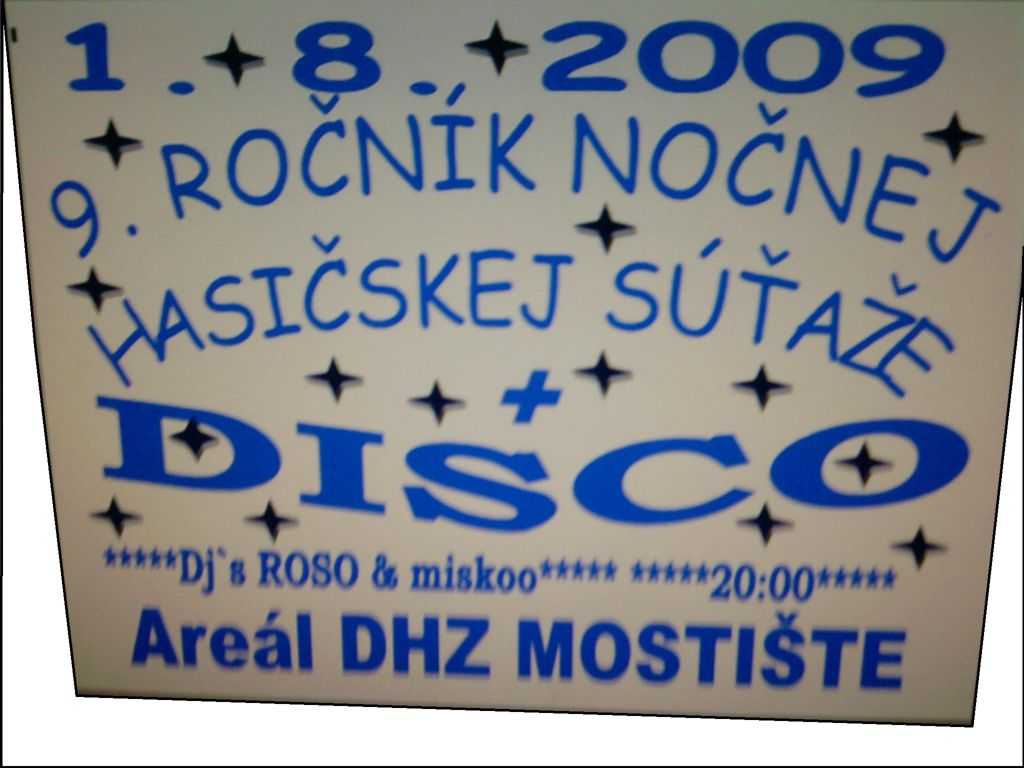 1.8.2009
9. ROČNÍK NOČNEJ
HASIČSKEJ SÚŤAŽE
+
DISCO
*****Dj`s ROSO & miskoo***** *****20:00*****
Areál DHZ MOSTIŠTE